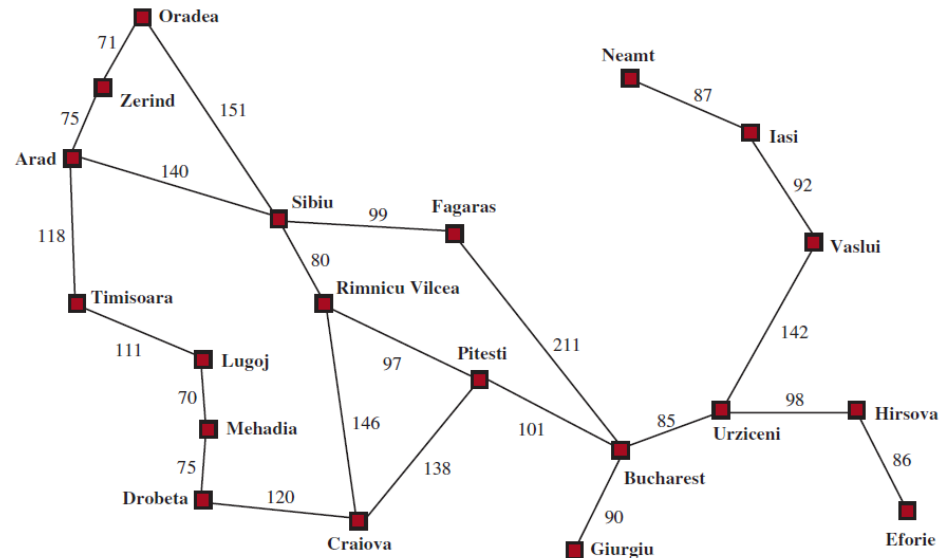 Oradea
71
Neamt
Zerind
87
151
75
Iasi
Arad
140
92
Sibiu
Fagaras
99
118
80
Vaslui
Timisoara
Rimnicu Vilcea
142
111
211
Lugoj
97
Pitesti
70
98
Hirsova
Mehadia
146
101
85
Urziceni
75
138
86
Bucharest
Drobeta
120
90
Craiova
Giurgiu
Eforie